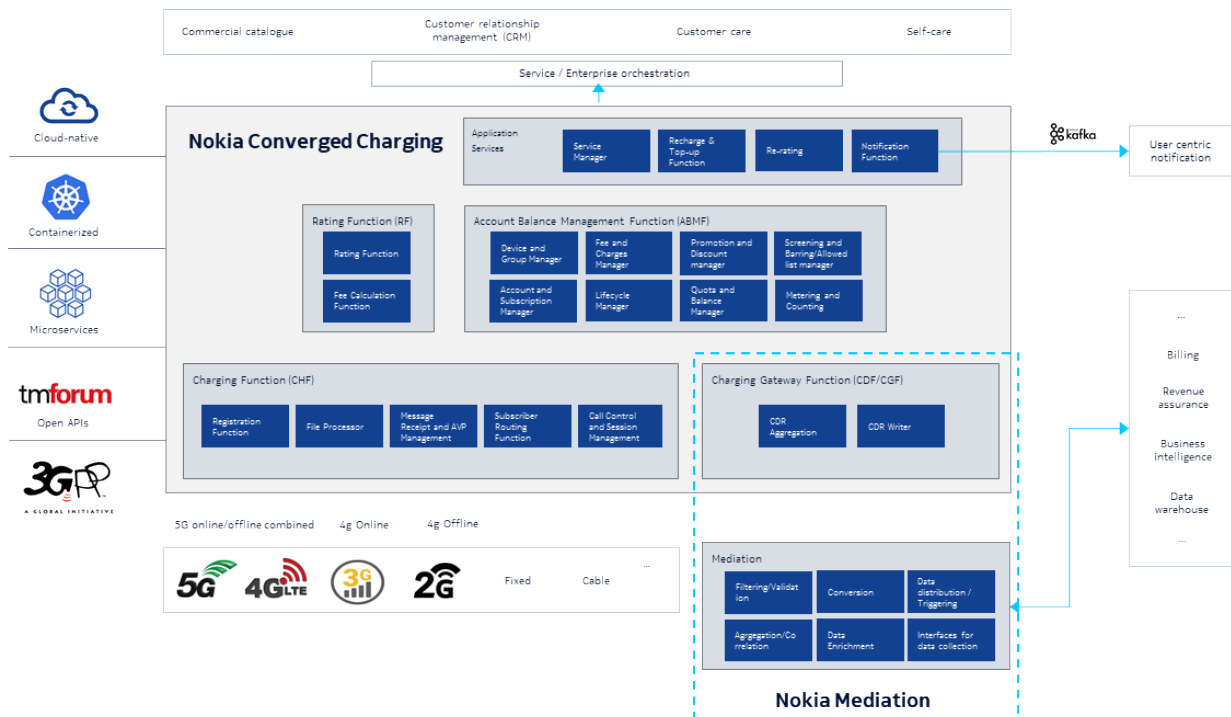 Commercial catalogue
Customer relationship
management (CRM)
Customer care
Self-care
Service / Enterprise orchestration
Cloud-native
Containerized
Microservices
tmforum
Open APIs
3GPP™
A GLOBAL INITIATIVE
Nokia Converged Charging
Application
Services
Service
Manager
Recharge &
Top-up
Function
Re-rating
Notification
Function
kafka
User centric
notification
Rating Function (RF)
Rating Function
Fee Calculation
Function
Account Balance Management Function (ABMF)
Device and
Group Manager
Fee and
Charges
Manager
Promotion and
Discount
manager
Screening and
Barring/Allowed
list manager
Account and
Subscription
Manager
Lifecycle
Manager
Quota and
Balance
Manager
Metering and
Counting
Charging Function (CHF)
Registration
Function
File Processor
Message
Receipt and AVP
Management
Subscriber
Routing
Function
Call Control
and Session
Management
Charging Gateway Function (CDF/CGF)
CDR
Aggregation
CDR Writer
...
Billing
Revenue
assurance
Business
intelligence
Data
warehouse
....
5G online/offline combined
4g Online
4g Offline
5G
4G LTE
3G
2G
Fixed
Cable
...
Mediation
Filtering/Validat
ion
Conversion
Data
distribution /
Triggering
Agrgegation/Co
rrelation
Data
Enrichment
Interfaces for
data collection
Nokia Mediation